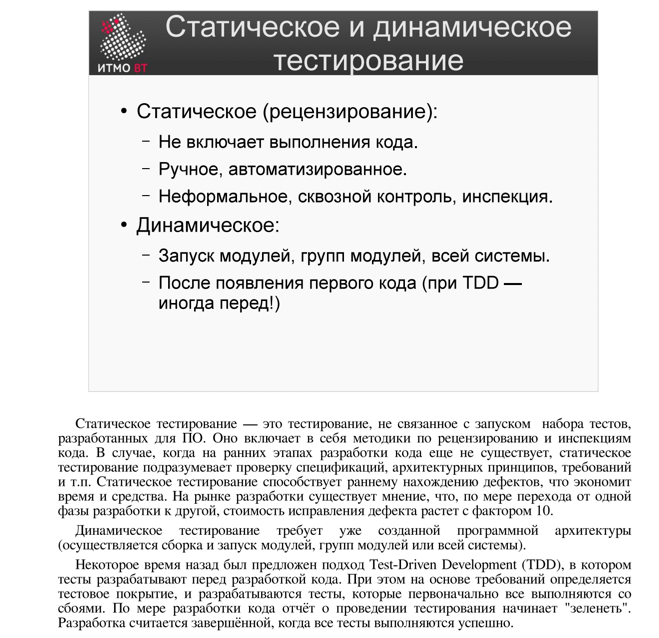 Статическое и динамическое
тестирование
ИТМО ВТ
• Статическое (рецензирование):
– Не включает выполнения кода.
– Ручное, автоматизированное.
– Неформальное, сквозной контроль, инспекция.
• Динамическое:
– Запуск модулей, групп модулей, всей системы.
– После появления первого кода (при TDD —
иногда перед!)
Статическое тестирование — это тестирование, не связанное с запуском набора тестов,
разработанных для ПО. Оно включает в себя методики по рецензированию и инспекциям
кода. В случае, когда на ранних этапах разработки кода еще не существует, статическое
тестирование подразумевает проверку спецификаций, архитектурных принципов, требований
и т.п. Статическое тестирование способствует раннему нахождению дефектов, что экономит
время и средства. На рынке разработки существует мнение, что, по мере перехода от одной
фазы разработки к другой, стоимость исправления дефекта растет с фактором 10.
Динамическое тестирование требует уже созданной программной архитектуры
(осуществляется сборка и запуск модулей, групп модулей или всей системы).
Некоторое время назад был предложен подход Test-Driven Development (TDD), в котором
тесты разрабатывают перед разработкой кода. При этом на основе требований определяется
тестовое покрытие, и разрабатываются тесты, которые первоначально все выполняются со
сбоями. По мере разработки кода отчёт о проведении тестирования начинает "зеленеть".
Разработка считается завершённой, когда все тесты выполняются успешно.